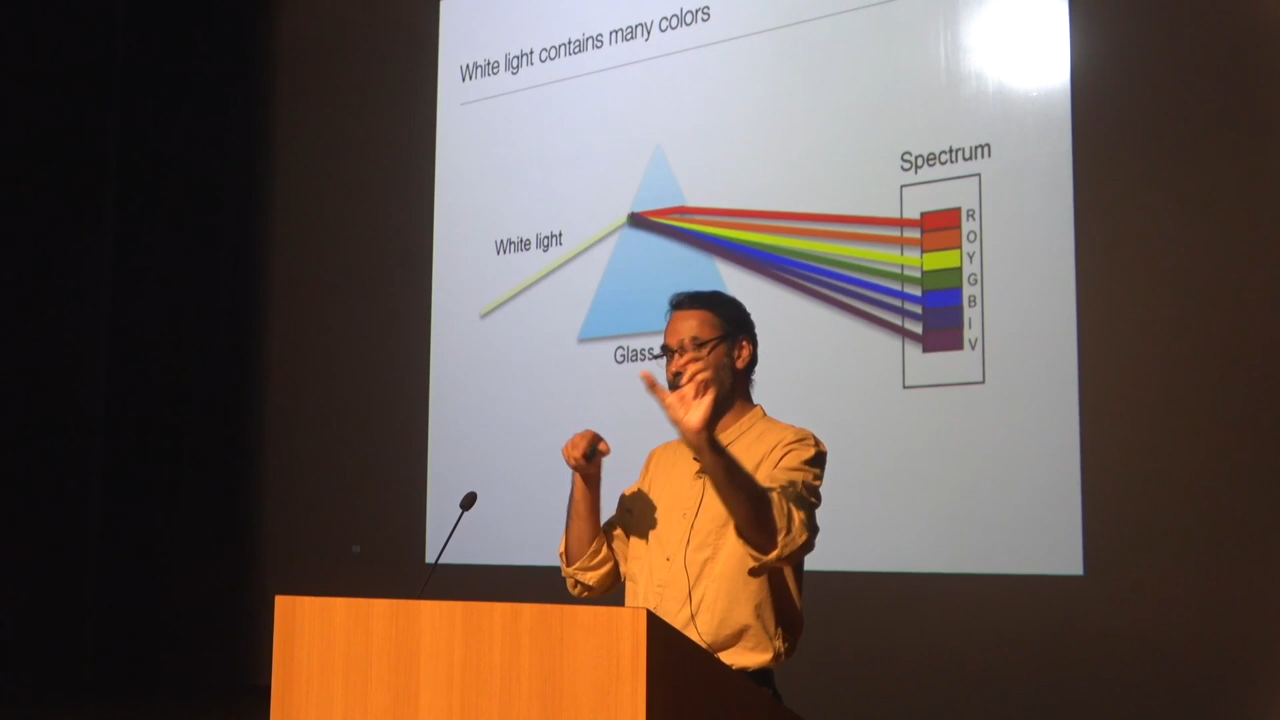 White light contains many colors
Spectrum
White light
R
O
Y
G
B
I
V
Glass